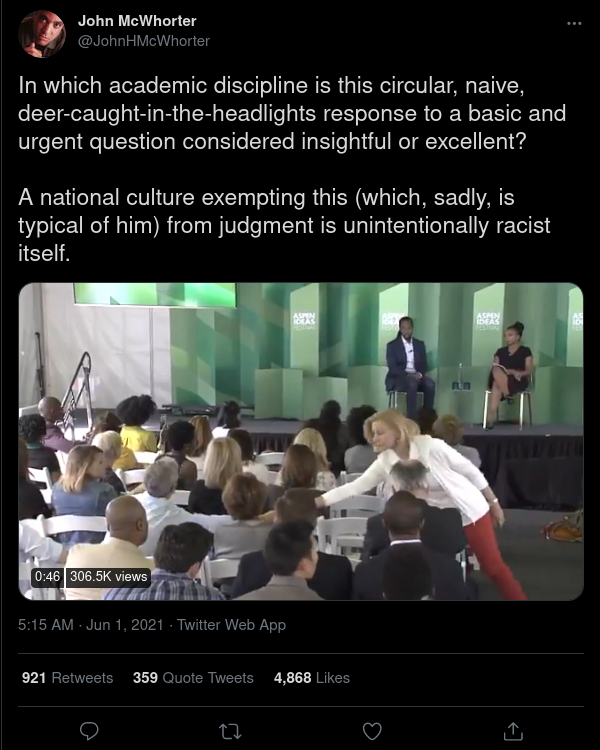 John McWhorter
@JohnHMcWhorter
In which academic discipline is this circular, naive,
deer-caught-in-the-headlights response to a basic and
urgent question considered insightful or excellent?
A national culture exempting this (which, sadly, is
typical of him) from judgment is unintentionally racist
itself.
ASPEN
IDEAS
FESTIVAL
ASPEN
IDEAS
ASPEN
IDEAS
FESTIVAL
0:46 306.5K views
5:15 AM · Jun 1, 2021 · Twitter Web App
921 Retweets 359 Quote Tweets 4,868 Likes